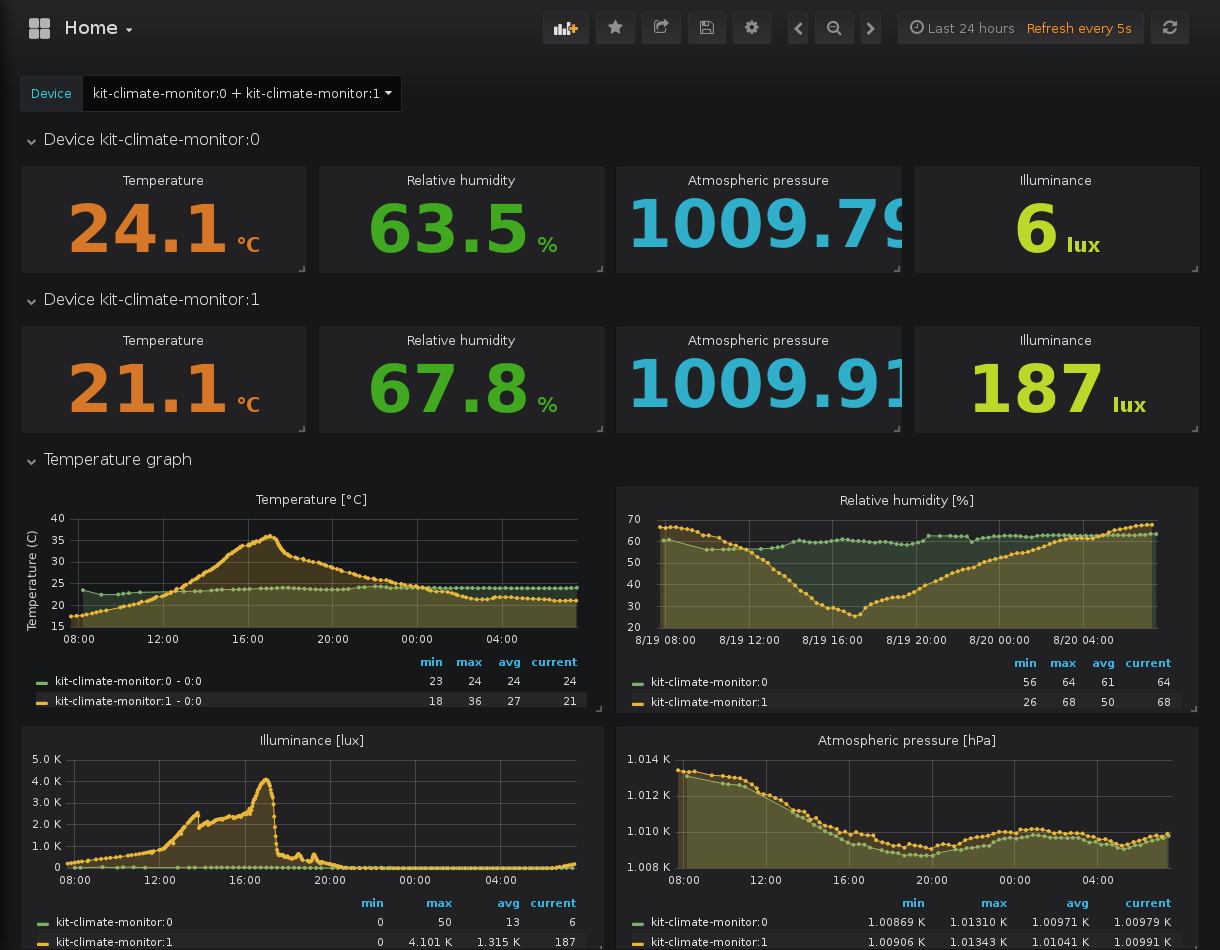 Home
Last 24 hours Refresh every 5s
Device kit-climate-monitor:0 + kit-climate-monitor:1
Device kit-climate-monitor:0
Temperature Relative humidity Atmospheric pressure Illuminance
24.1 °C 63.5 % 1009.79 6 lux
Device kit-climate-monitor:1
Temperature Relative humidity Atmospheric pressure Illuminance
21.1 °C 67.8 % 1009.91 187 lux
Temperature graph
Temperature [°C]
Temperature (C)
40
35
30
25
20
15
08:00 12:00 16:00 20:00 00:00 04:00
min max avg current
kit-climate-monitor:0 - 0:0 23 24 24 24
kit-climate-monitor:1 - 0:0 18 36 27 21
Relative humidity [%]
70
60
50
40
30
20
8/19 08:00 8/19 12:00 8/19 16:00 8/19 20:00 8/20 00:00 8/20 04:00
min max avg current
kit-climate-monitor:0 56 64 61 64
kit-climate-monitor:1 26 68 50 68
Illuminance [lux]
5.0 K
4.0 K
3.0 K
2.0 K
1.0 K
0
08:00 12:00 16:00 20:00 00:00 04:00
min max avg current
kit-climate-monitor:0 0 50 13 6
kit-climate-monitor:1 0 4.101 K 1.315 K 187
Atmospheric pressure [hPa]
1.014 K
1.012 K
1.010 K
1.008 K
08:00 12:00 16:00 20:00 00:00 04:00
min max avg current
kit-climate-monitor:0 1.00869 K 1.01310 K 1.00971 K 1.00979 K
kit-climate-monitor:1 1.00906 K 1.01343 K 1.01041 K 1.00991 K